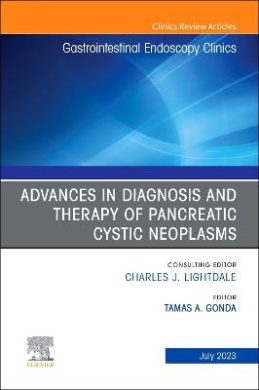 Clinics Review Articles
Gastrointestinal Endoscopy Clinics
ADVANCES IN DIAGNOSIS AND
THERAPY OF PANCREATIC
CYSTIC NEOPLASMS
CONSULTING EDITOR
CHARLES J. LIGHTDALE
EDITOR
TAMAS A. GONDA
ELSEVIER
July 2023